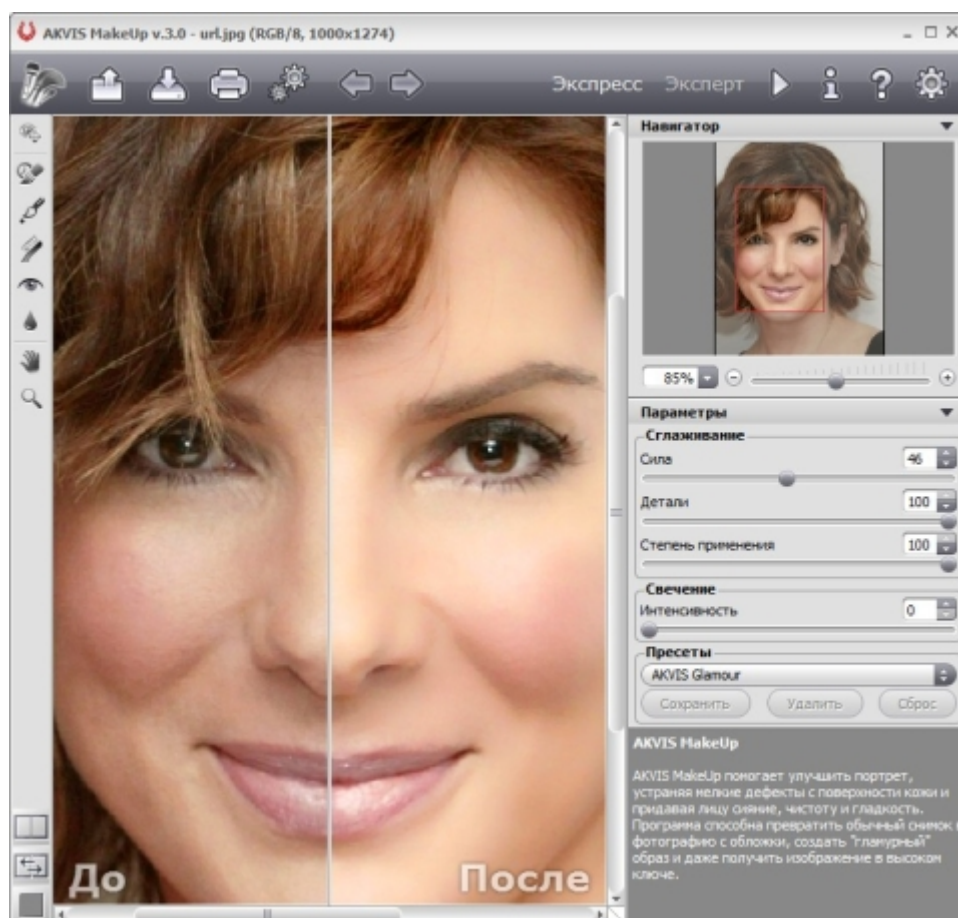 AKVIS MakeUp v.3.0 - url.jpg (RGB/8, 1000x1274)
Экспресс Эксперт
Навигатор
85%
Параметры
Сглаживание
Сила 46
Детали 100
Степень применения 100
Свечение
Интенсивность 0
Пресеты
AKVIS Glamour
Сохранить Удалить Сброс
AKVIS MakeUp
AKVIS MakeUp помогает улучшить портрет,
устраняя мелкие дефекты с поверхности кожи и
придавая лицу сияние, чистоту и гладкость.
Программа способна превратить обычный снимок в
фотографию с обложки, создать "гламурный"
образ и даже получить изображение в высоком
ключе.
До После